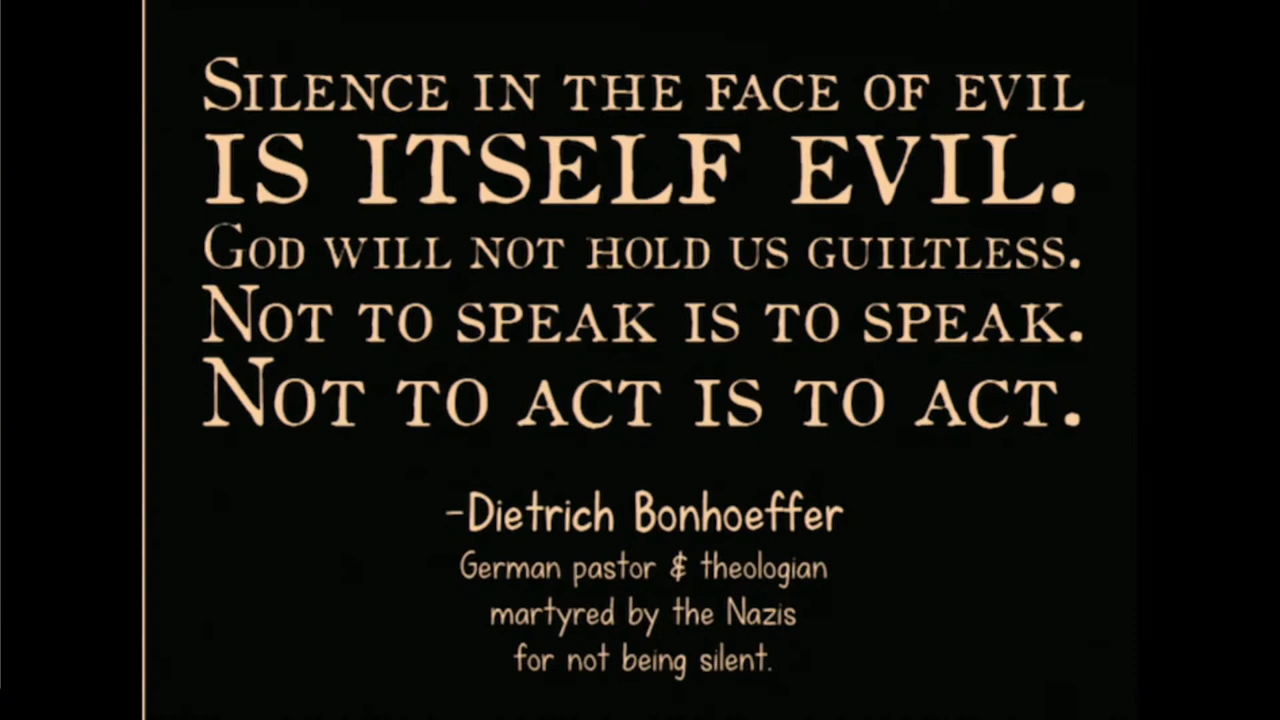 Silence in the face of evil
is itself evil.
God will not hold us guiltless.
Not to speak is to speak.
Not to act is to act.
-Dietrich Bonhoeffer
German pastor & theologian
martyred by the Nazis
for not being silent.